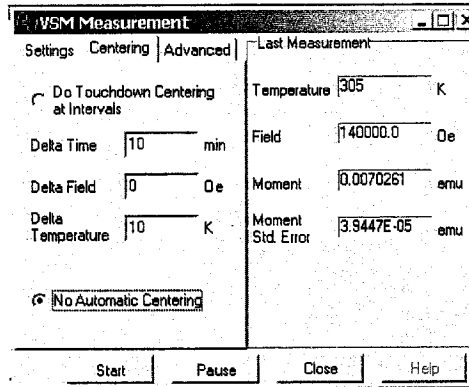 VSM Measurement
Settings Centering Advanced
Do Touchdown Centering
at Intervals
Delta Time 10 min
Delta Field 0 Oe
Delta
Temperature 10 K
No Automatic Centering
Last Measurement
Temperature 305 K
Field 140000.0 Oe
Moment 0.0070261 emu
Moment
Std. Error 3.9447E-05 emu
Start Pause Close Help